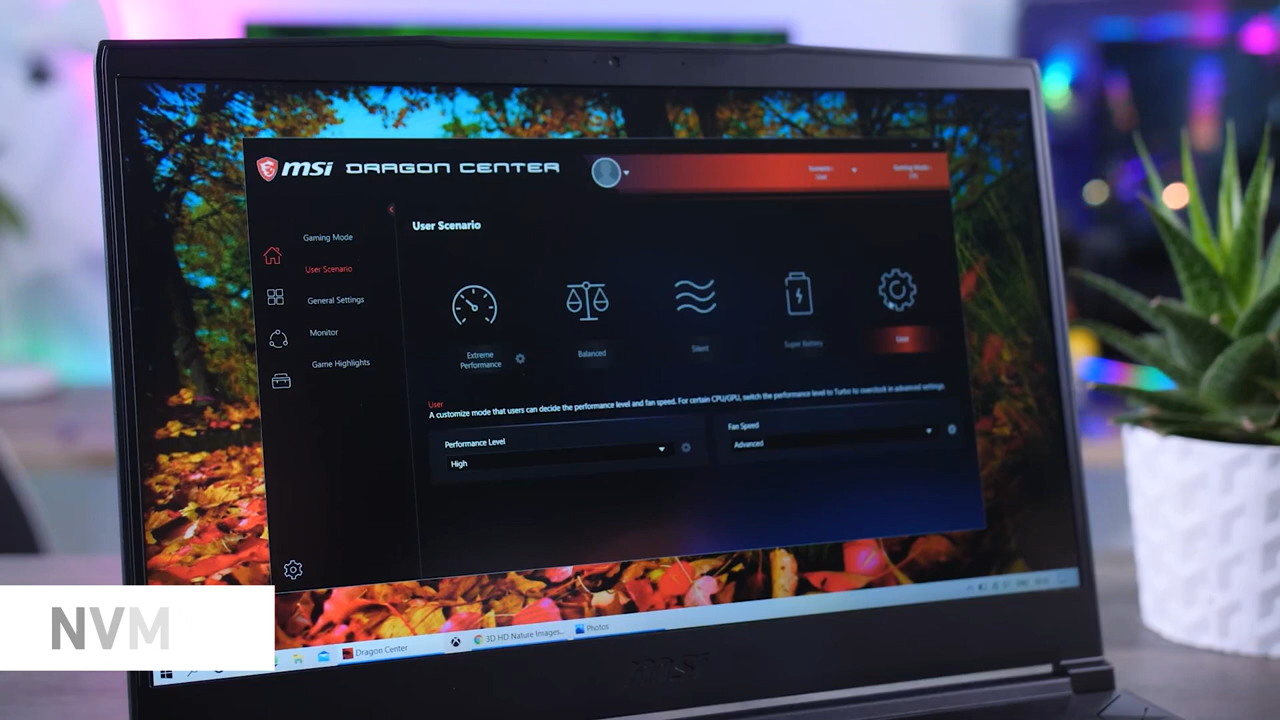 msi DRAGON CENTER
Gaming Mode
User Scenario
General Settings
Monitor
Game Highlights
User Scenario
Extreme
Performance
Balanced
Silent
Super Battery
User
User
A customize mode that users can decide the performance level and fan speed. For certain CPU/GPU, switch the performance level to Turbo to overclock in advanced settings.
Performance Level
High
Fan Speed
Advanced
Dragon Center
3D HD Nature Images...
Photos
msi
NVM